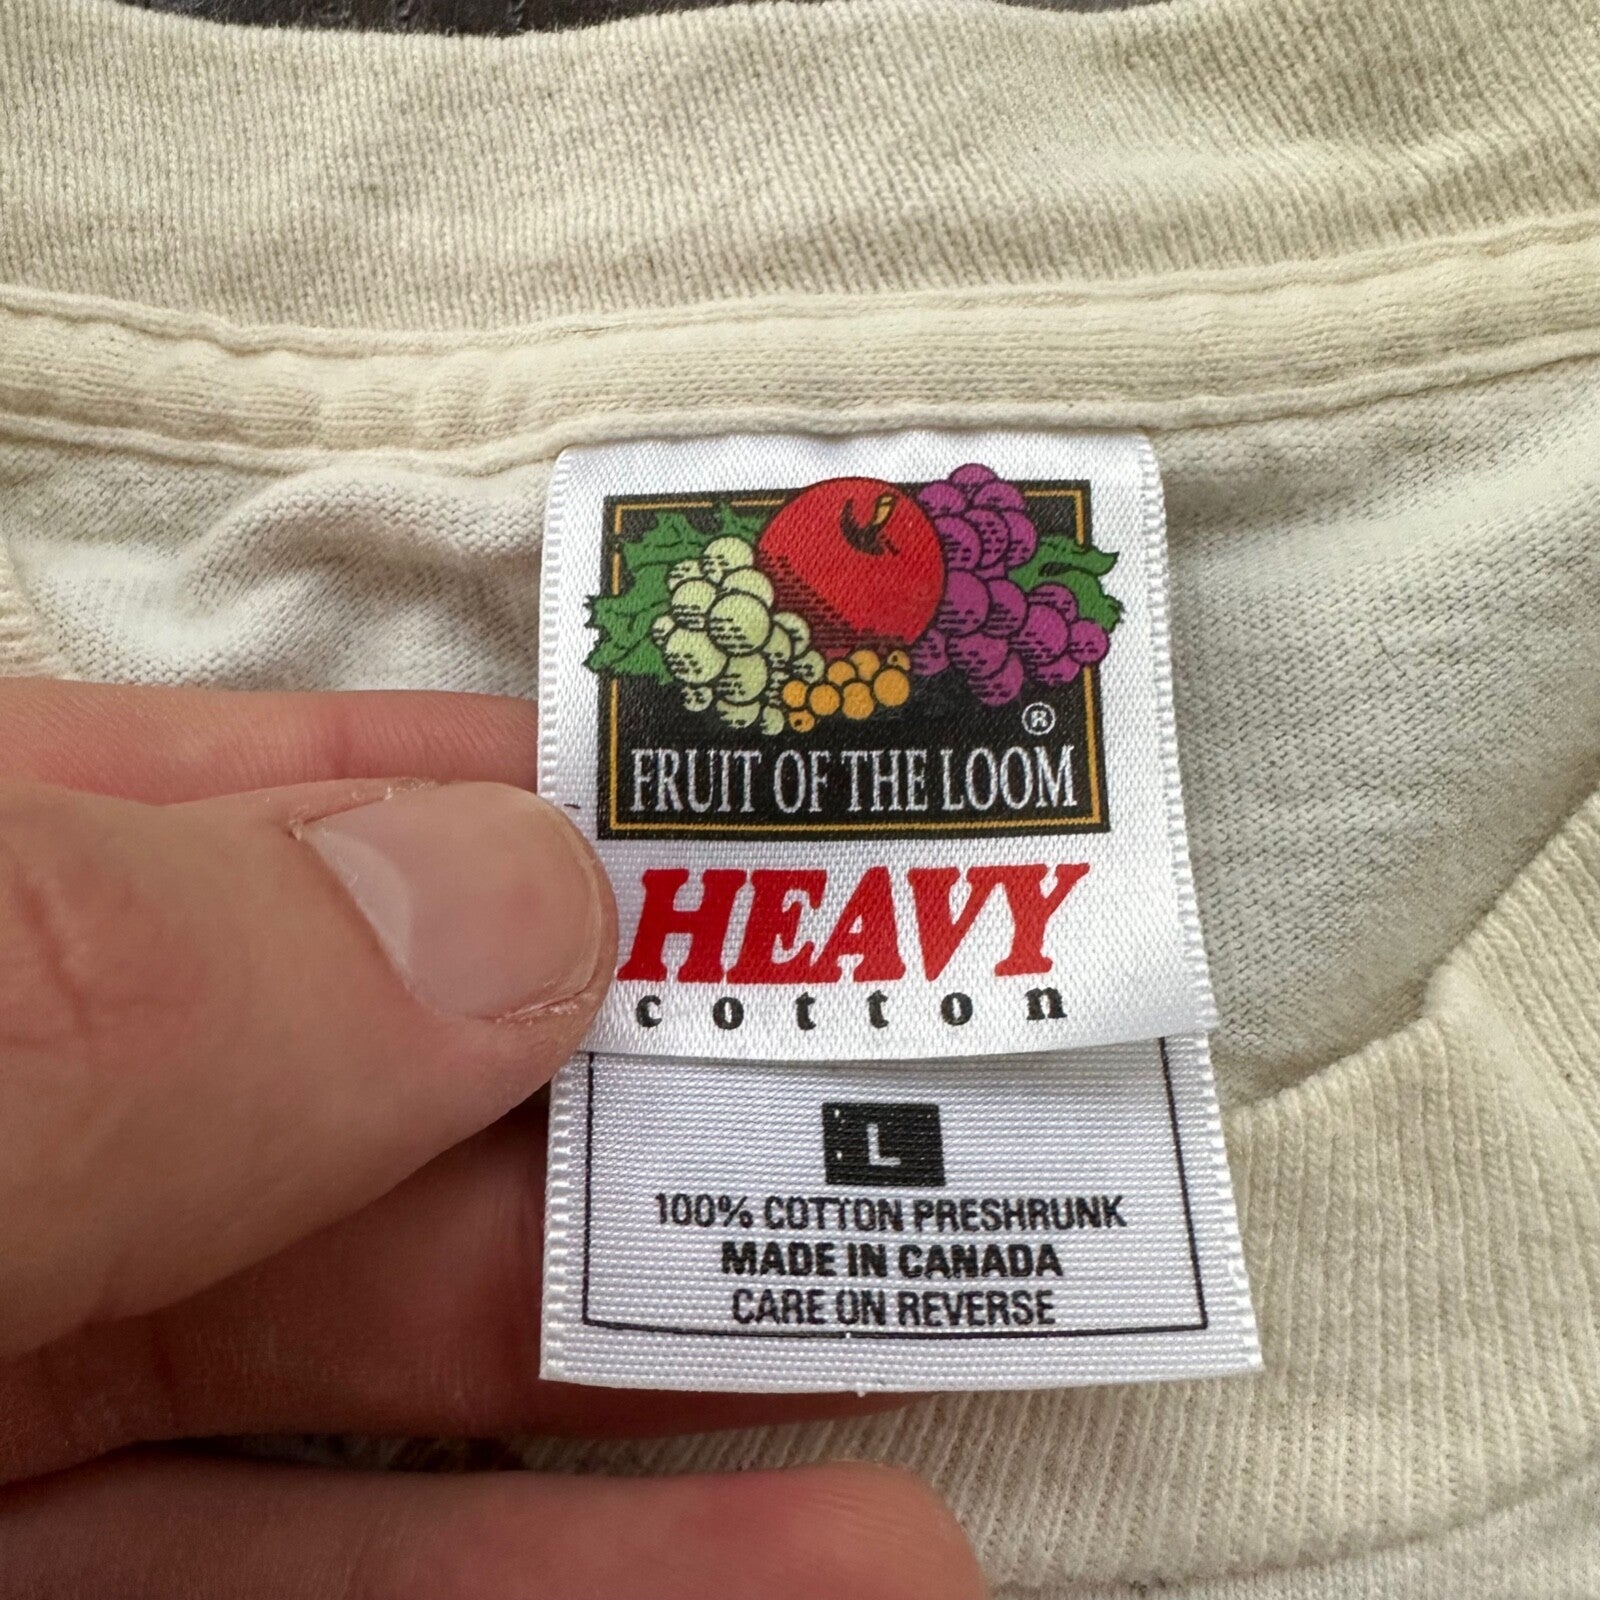 ®
FRUIT OF THE LOOM
HEAVY
cotton
L
100% COTTON PRESHRUNK
MADE IN CANADA
CARE ON REVERSE